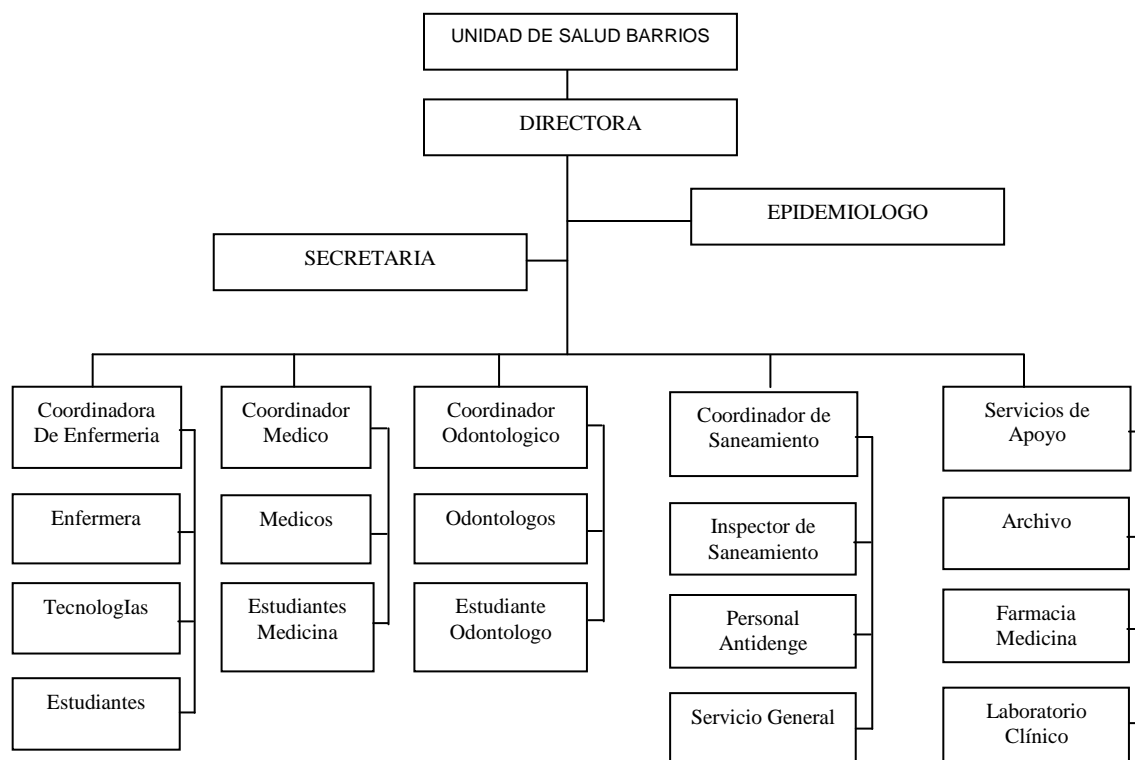 UNIDAD DE SALUD BARRIOS
DIRECTORA
EPIDEMIOLOGO
SECRETARIA
Coordinadora
De Enfermeria
Enfermera
TecnologIas
Estudiantes
Coordinador
Medico
Medicos
Estudiantes
Medicina
Coordinador
Odontologico
Odontologos
Estudiante
Odontologo
Coordinador de
Saneamiento
Inspector de
Saneamiento
Personal
Antidenge
Servicio General
Servicios de
Apoyo
Archivo
Farmacia
Medicina
Laboratorio
Clínico